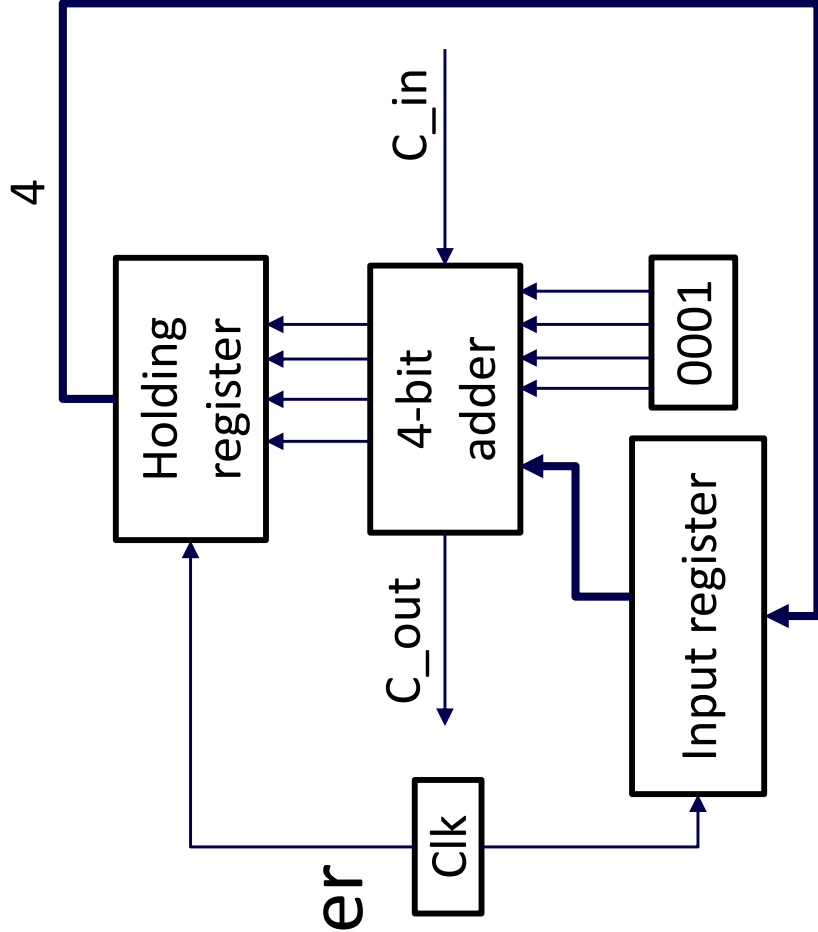 er
4
Holding
register
C_in
4-bit
adder
C_out
0001
Clk
Input register